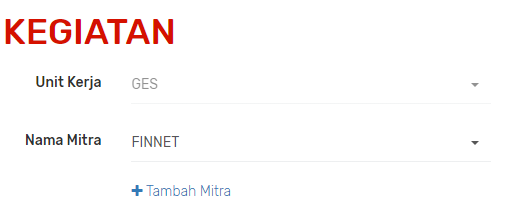 KEGIATAN
Unit Kerja GES
Nama Mitra FINNET
+ Tambah Mitra